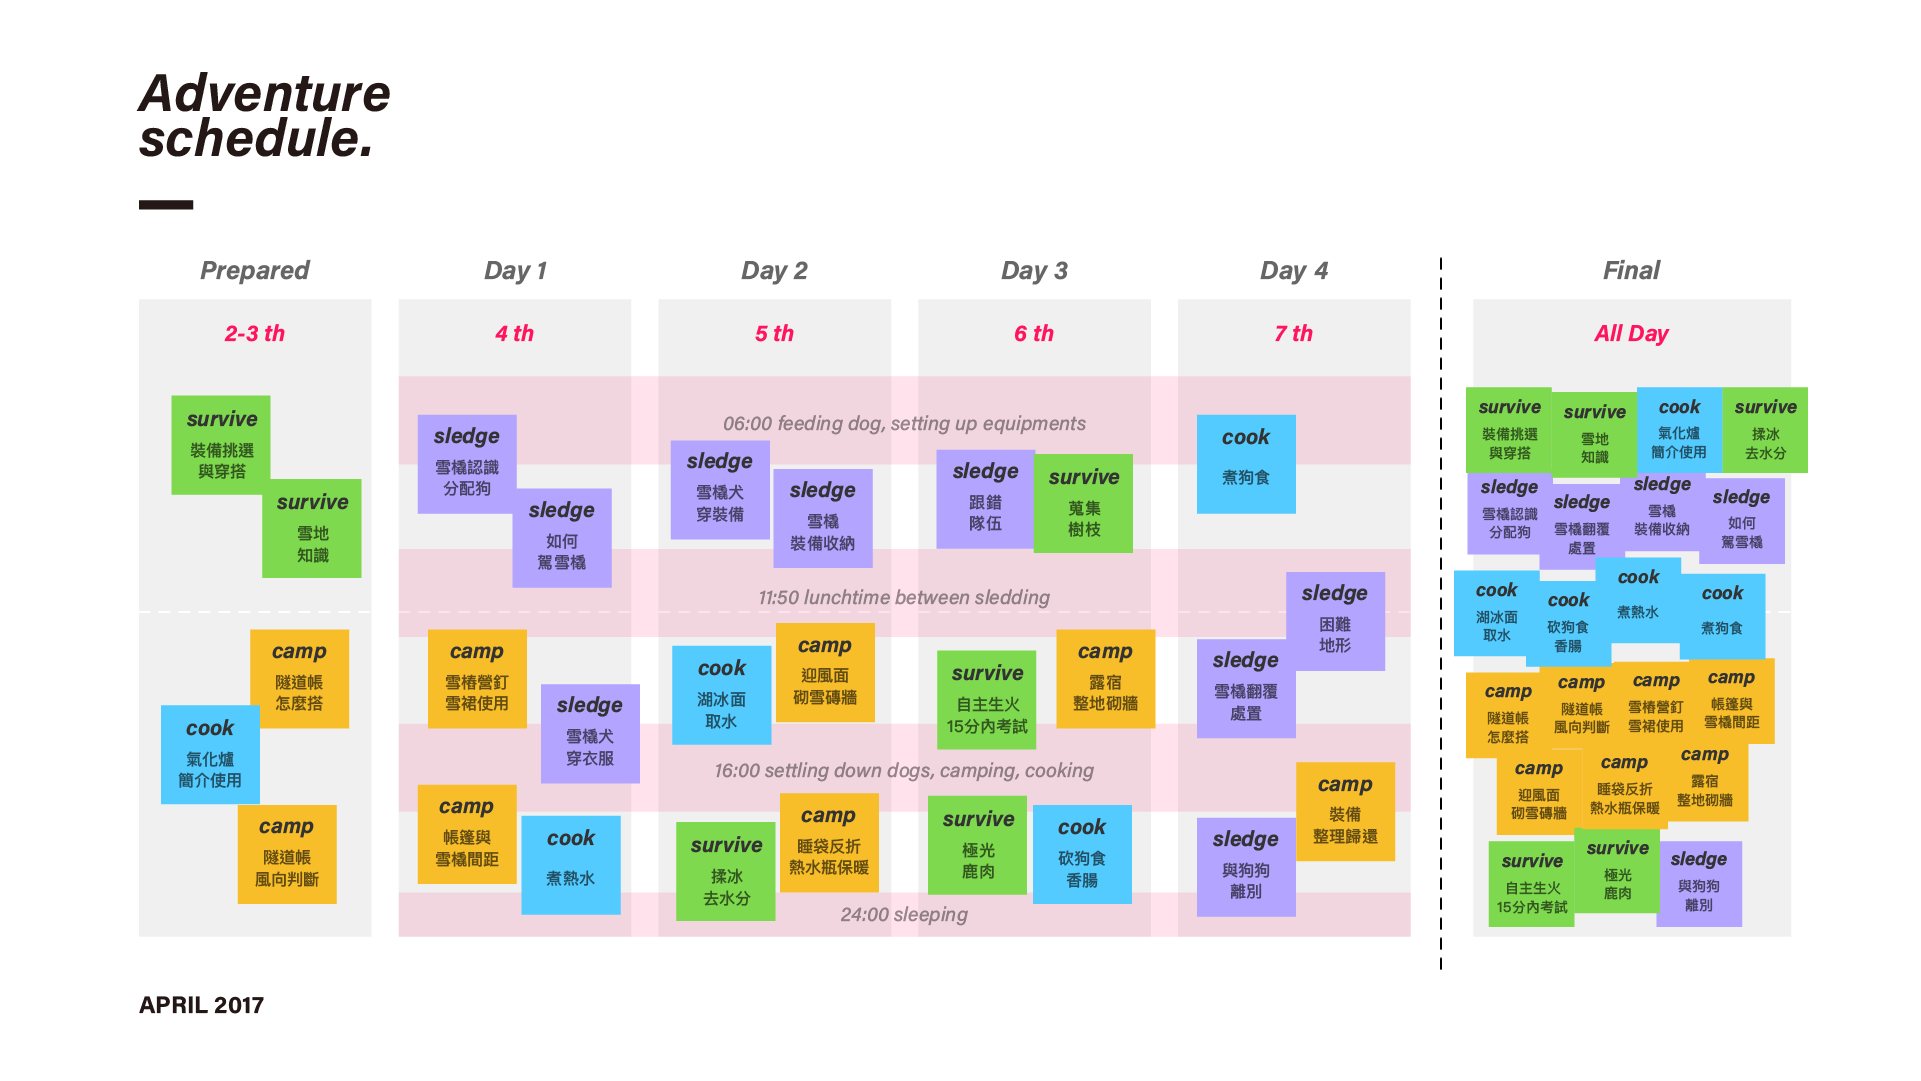 Adventure
schedule.
Prepared
2-3 th
survive
裝備挑選
與穿搭
survive
雪地
知識
camp
隧道帳
怎麼搭
cook
氣化爐
簡介使用
camp
隧道帳
風向判斷
Day 1
4 th
sledge
雪橇認識
分配狗
sledge
如何
駕雪橇
camp
雪樁營釘
雪裙使用
sledge
雪橇犬
穿衣服
camp
帳篷與
雪橇間距
cook
煮熱水
Day 2
5 th
06:00 feeding dog, setting up equipments
sledge
雪橇犬
穿裝備
sledge
雪橇
裝備收納
11:50 lunchtime between sledding
cook
湖冰面
取水
camp
迎風面
砌雪磚牆
16:00 settling down dogs, camping, cooking
survive
揉冰
去水分
camp
睡袋反折
熱水瓶保暖
24:00 sleeping
Day 3
6 th
sledge
跟錯
隊伍
survive
蒐集
樹枝
survive
自主生火
15分內考試
camp
露宿
整地砌牆
survive
極光
鹿肉
cook
砍狗食
香腸
Day 4
7 th
cook
煮狗食
sledge
困難
地形
sledge
雪橇翻覆
處置
camp
裝備
整理歸還
sledge
與狗狗
離別
Final
All Day
survive
裝備挑選
與穿搭
survive
雪地
知識
cook
氣化爐
簡介使用
survive
揉冰
去水分
sledge
雪橇認識
分配狗
sledge
雪橇翻覆
處置
sledge
雪橇
裝備收納
sledge
如何
駕雪橇
cook
湖冰面
取水
cook
砍狗食
香腸
cook
煮熱水
cook
煮狗食
camp
隧道帳
怎麼搭
camp
隧道帳
風向判斷
camp
雪樁營釘
雪裙使用
camp
帳篷與
雪橇間距
camp
迎風面
砌雪磚牆
camp
睡袋反折
熱水瓶保暖
camp
露宿
整地砌牆
survive
自主生火
15分內考試
survive
極光
鹿肉
sledge
與狗狗
離別
APRIL 2017